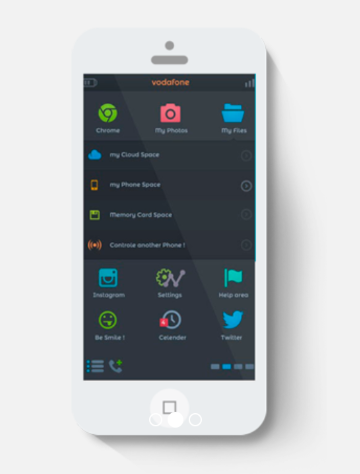 vodafone
Chrome My Photos My Files
my Cloud Space
my Phone Space
Memory Card Space
Controle another Phone !
Instagram Settings Help area
Be Smile ! Celander Twitter